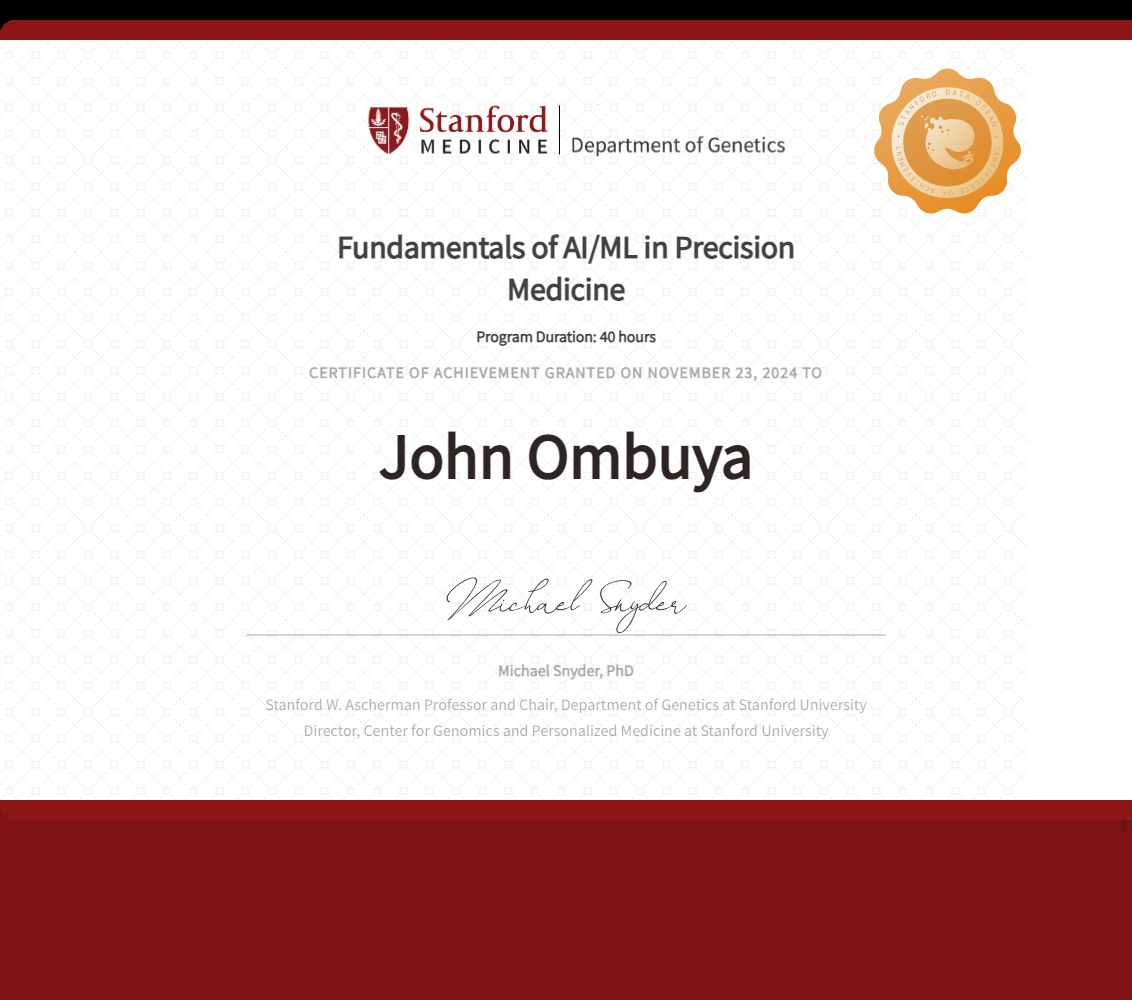 Stanford
MEDICINE
Department of Genetics
STANFORD DATA OCEAN • CERTIFICATE OF ACHIEVEMENT •
Fundamentals of AI/ML in Precision
Medicine
Program Duration: 40 hours
CERTIFICATE OF ACHIEVEMENT GRANTED ON NOVEMBER 23, 2024 TO
John Ombuya
Michael Snyder
Michael Snyder, PhD
Stanford W. Ascherman Professor and Chair, Department of Genetics at Stanford University
Director, Center for Genomics and Personalized Medicine at Stanford University